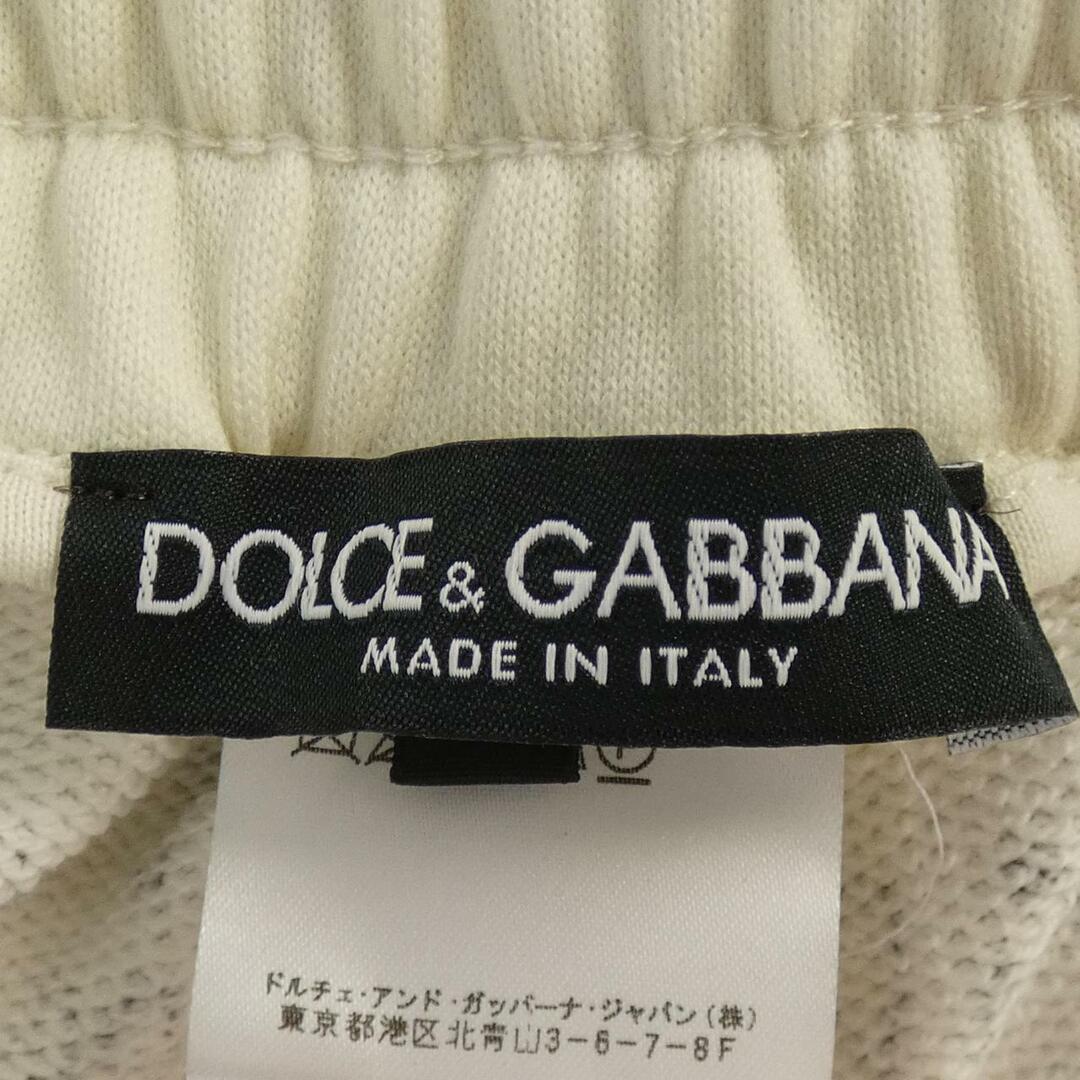 DOLCE & GABBANA
MADE IN ITALY
ドルチェ・アンド・ガッバーナ・ジャパン(株)
東京都港区北青山3-6-7-8F